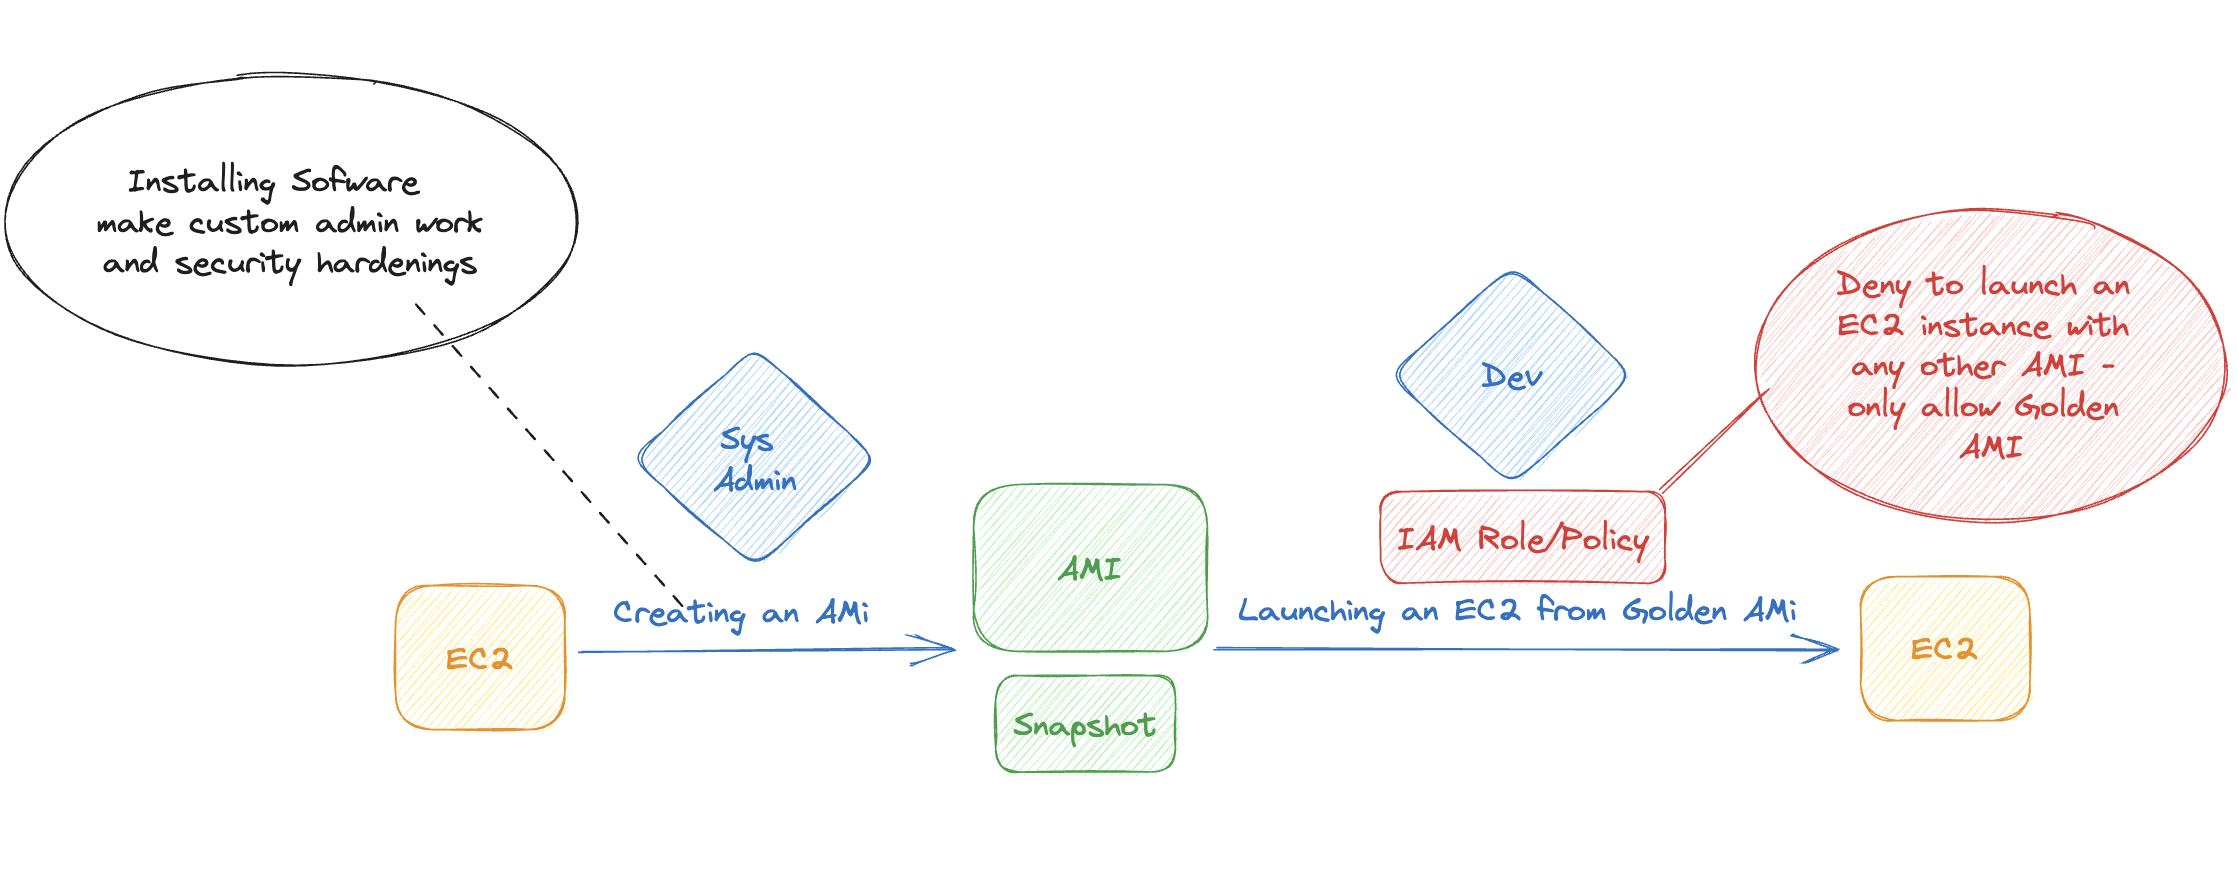 Installing Sofware
make custom admin work
and security hardenings
Sys
Admin
Dev
Deny to launch an
EC2 instance with
any other AMI -
only allow Golden
AMI
IAM Role/Policy
AMI
Creating an AMi
Launching an EC2 from Golden AMi
EC2
EC2
Snapshot